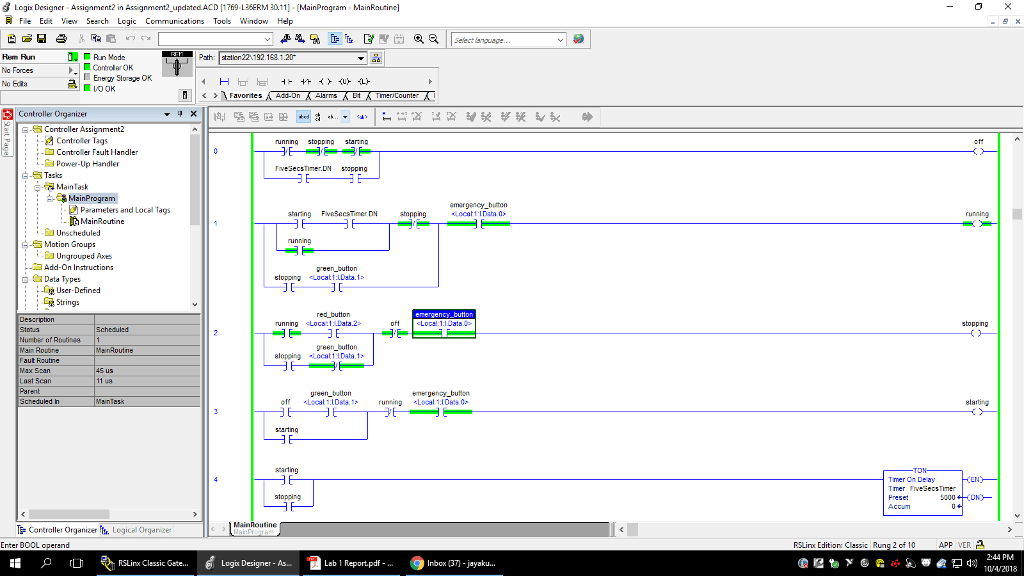 Logix Designer - Assignment2 in Assignment2_updated.ACD [1769-L36ERM 30.11] - [MainProgram - MainRoutine]
File Edit View Search Logic Communications Tools Window Help
Select language...
Rem Run
No Forces
No Edits
Run Mode
Controller OK
Energy Storage OK
I/O OK
REM
Path: station22\192.168.1.20*
Favorites Add-On Alarms Bit Timer/Counter
Start Page
Controller Organizer
Controller Assignment2
Controller Tags
Controller Fault Handler
Power-Up Handler
Tasks
MainTask
MainProgram
Parameters and Local Tags
MainRoutine
Unscheduled
Motion Groups
Ungrouped Axes
Add-On Instructions
Data Types
User-Defined
Strings
Description
Status Scheduled
Number of Routines 1
Main Routine MainRoutine
Fault Routine
Max Scan 45 us
Last Scan 11 us
Parent
Scheduled In MainTask
Controller Organizer Logical Organizer
0
running stopping starting off
FiveSecsTimer.DN stopping
1
emergency_button
starting FiveSecsTimer.DN stopping <Local:1:I.Data.0> running
running
green_button
stopping <Local:1:I.Data.1>
2
red_button emergency_button
running <Local:1:I.Data.2> off <Local:1:I.Data.0> stopping
green_button
stopping <Local:1:I.Data.1>
3
green_button emergency_button
off <Local:1:I.Data.1> running <Local:1:I.Data.0> starting
starting
4
starting
stopping
TON
Timer On Delay
Timer FiveSecsTimer
Preset 5000
Accum 0
EN
DN
MainRoutine
MainProgram
Enter BOOL operand
RSLinx Edition: Classic Rung 2 of 10 APP VER
RSLinx Classic Gate... Logix Designer - As... Lab 1 Report.pdf - ... Inbox (37) - jayaku...
2:44 PM
10/4/2018